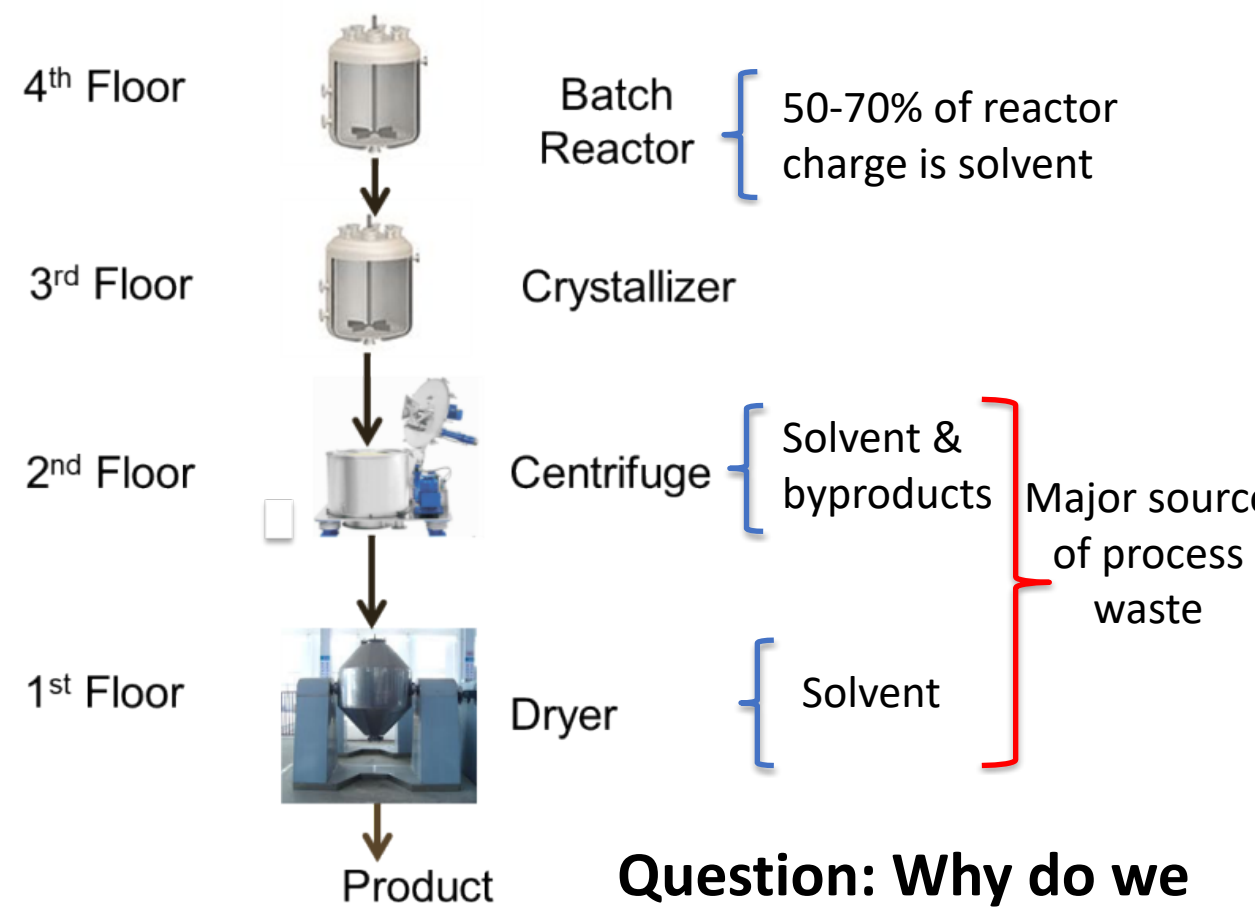 4th Floor
Batch
Reactor
50-70% of reactor
charge is solvent
3rd Floor
Crystallizer
2nd Floor
Centrifuge
Solvent &
byproducts
Major sourc
of process
waste
1st Floor
Dryer
Solvent
Product
Question: Why do we